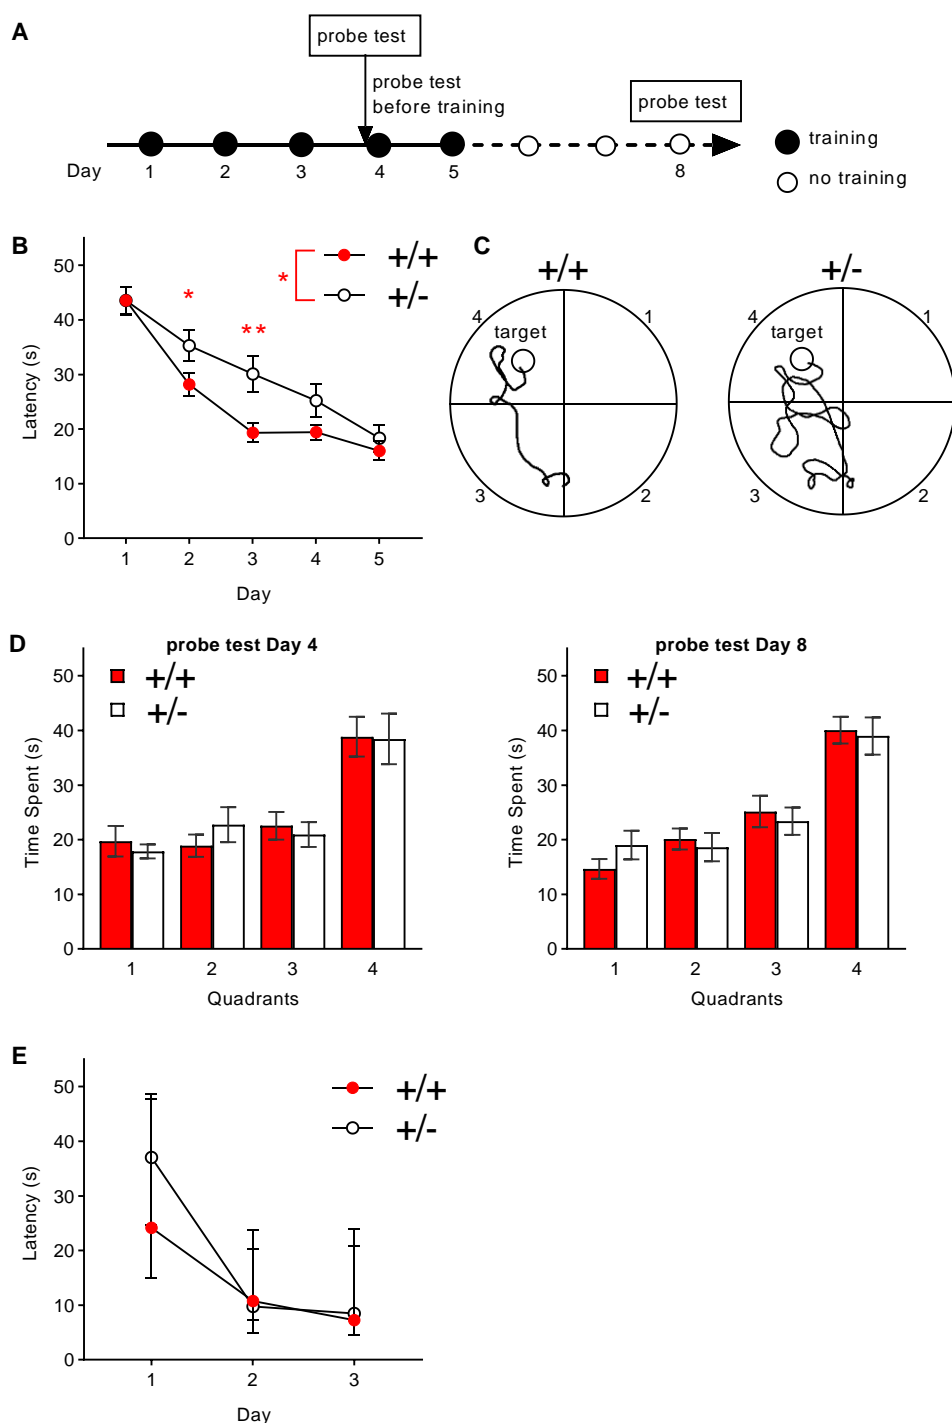 A
probe test
probe test
before training
probe test
training
no training
Day 1 2 3 4 5 8
B
50
40
30
20
10
0
Latency (s)
1 2 3 4 5
Day
+/+
+/-
*
*
**
C
+/+
4 1
target
3 2
+/-
4 1
target
3 2
D
probe test Day 4
50
40
30
20
10
0
Time Spent (s)
+/+
+/-
1 2 3 4
Quadrants
probe test Day 8
50
40
30
20
10
0
Time Spent (s)
+/+
+/-
1 2 3 4
Quadrants
E
50
40
30
20
10
0
Latency (s)
+/+
+/-
1 2 3
Day